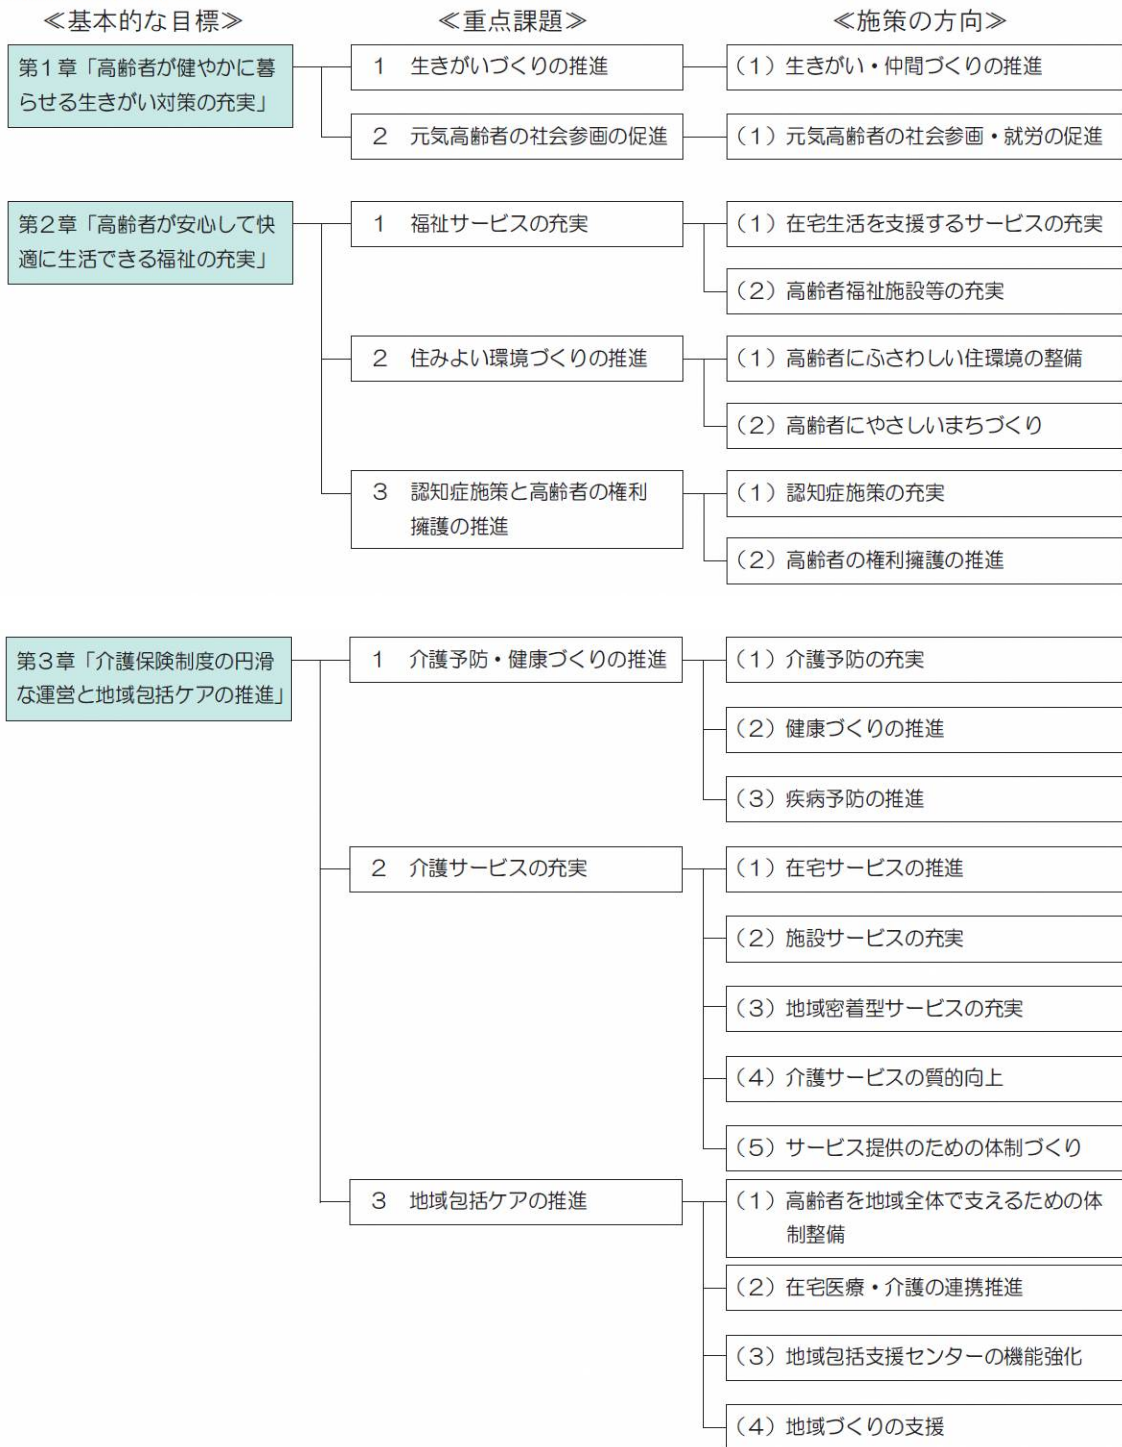 ≪基本的な目標≫
≪重点課題≫
≪施策の方向≫
第1章「高齢者が健やかに暮
らせる生きがい対策の充実」
1 生きがいづくりの推進
(1)生きがい・仲間づくりの推進
2 元気高齢者の社会参画の促進
(1)元気高齢者の社会参画・就労の促進
第2章「高齢者が安心して快
適に生活できる福祉の充実」
1 福祉サービスの充実
(1)在宅生活を支援するサービスの充実
(2)高齢者福祉施設等の充実
2 住みよい環境づくりの推進
(1)高齢者にふさわしい住環境の整備
(2)高齢者にやさしいまちづくり
3 認知症施策と高齢者の権利
擁護の推進
(1)認知症施策の充実
(2)高齢者の権利擁護の推進
第3章「介護保険制度の円滑
な運営と地域包括ケアの推進」
1 介護予防・健康づくりの推進
(1)介護予防の充実
(2)健康づくりの推進
(3)疾病予防の推進
2 介護サービスの充実
(1)在宅サービスの推進
(2)施設サービスの充実
(3)地域密着型サービスの充実
(4)介護サービスの質的向上
(5)サービス提供のための体制づくり
3 地域包括ケアの推進
(1)高齢者を地域全体で支えるための体
制整備
(2)在宅医療・介護の連携推進
(3)地域包括支援センターの機能強化
(4)地域づくりの支援